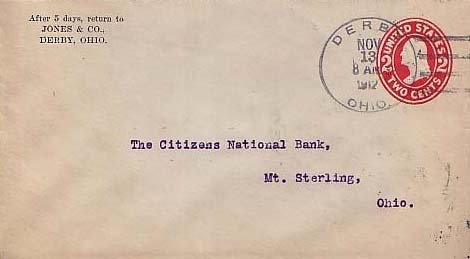 After 5 days, return to
JONES & CO.,
DERBY, OHIO.
DERBY
NOV
13
8 AM
1912
OHIO
UNITED STATES
2 2
TWO CENTS
The Citizens National Bank,
Mt. Sterling,
Ohio.